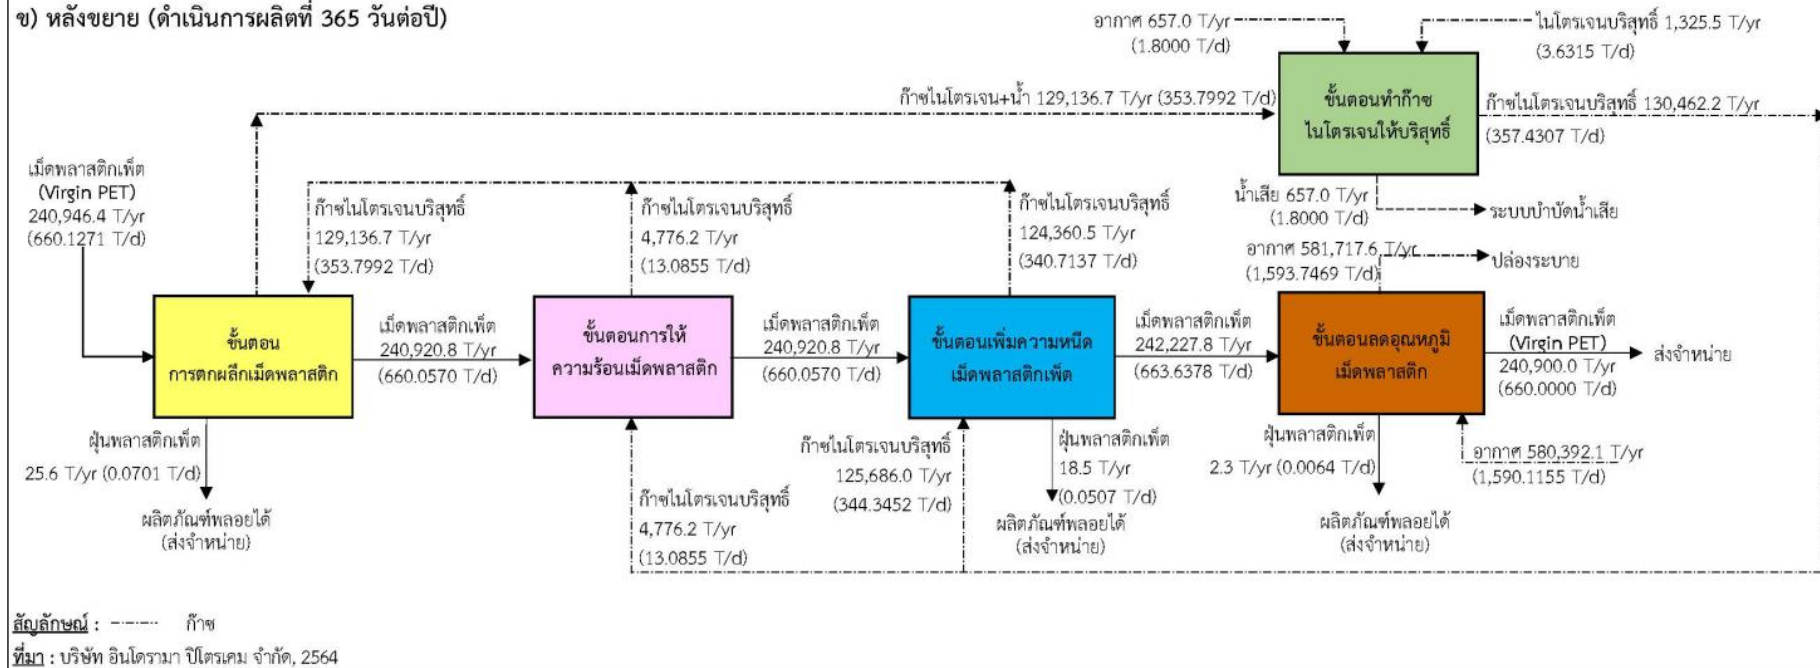 ข) หลังขยาย (ดำเนินการผลิตที่ 365 วันต่อปี)
อากาศ 657.0 T/yr
(1.8000 T/d)
ไนโตรเจนบริสุทธิ์ 1,325.5 T/yr
(3.6315 T/d)
ก๊าซไนโตรเจน+น้ำ 129,136.7 T/yr (353.7992 T/d)
ขั้นตอนทำก๊าซ
ไนโตรเจนให้บริสุทธิ์
ก๊าซไนโตรเจนบริสุทธิ์ 130,462.2 T/yr
(357.4307 T/d)
น้ำเสีย 657.0 T/yr
(1.8000 T/d)
ระบบบำบัดน้ำเสีย
เม็ดพลาสติกเพ็ต
(Virgin PET)
240,946.4 T/yr
(660.1271 T/d)
ก๊าซไนโตรเจนบริสุทธิ์
129,136.7 T/yr
(353.7992 T/d)
ก๊าซไนโตรเจนบริสุทธิ์
4,776.2 T/yr
(13.0855 T/d)
ก๊าซไนโตรเจนบริสุทธิ์
124,360.5 T/yr
(340.7137 T/d)
อากาศ 581,717.6 T/yr
(1,593.7469 T/d)
ปล่องระบาย
ขั้นตอน
การตกผลึกเม็ดพลาสติก
เม็ดพลาสติกเพ็ต
240,920.8 T/yr
(660.0570 T/d)
ขั้นตอนการให้
ความร้อนเม็ดพลาสติก
เม็ดพลาสติกเพ็ต
240,920.8 T/yr
(660.0570 T/d)
ขั้นตอนเพิ่มความหนืด
เม็ดพลาสติกเพ็ต
เม็ดพลาสติกเพ็ต
242,227.8 T/yr
(663.6378 T/d)
ขั้นตอนลดอุณหภูมิ
เม็ดพลาสติก
เม็ดพลาสติกเพ็ต
(Virgin PET)
240,900.0 T/yr
(660.0000 T/d)
ส่งจำหน่าย
ฝุ่นพลาสติกเพ็ต
25.6 T/yr (0.0701 T/d)
ผลิตภัณฑ์พลอยได้
(ส่งจำหน่าย)
ก๊าซไนโตรเจนบริสุทธิ์
4,776.2 T/yr
(13.0855 T/d)
ก๊าซไนโตรเจนบริสุทธิ์
125,686.0 T/yr
(344.3452 T/d)
ฝุ่นพลาสติกเพ็ต
18.5 T/yr
(0.0507 T/d)
ผลิตภัณฑ์พลอยได้
(ส่งจำหน่าย)
ฝุ่นพลาสติกเพ็ต
2.3 T/yr (0.0064 T/d)
ผลิตภัณฑ์พลอยได้
(ส่งจำหน่าย)
อากาศ 580,392.1 T/yr
(1,590.1155 T/d)
สัญลักษณ์ : ก๊าซ
ที่มา : บริษัท อินโดรามา ปิโตรเคม จำกัด, 2564